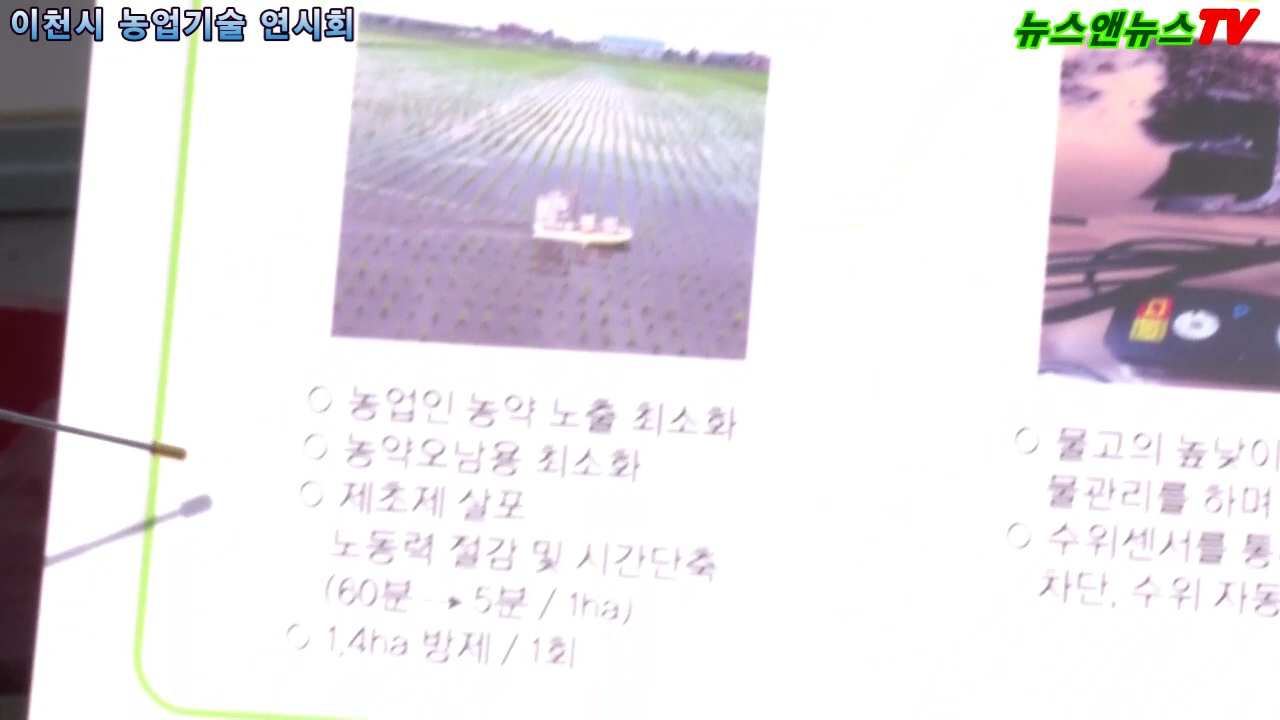 이천시 농업기술 연시회
뉴스앤뉴스TV
○ 농업인 농약 노출 최소화
○ 농약오남용 최소화
○ 제초제 살포
노동력 절감 및 시간단축
(60분 → 5분 / 1ha)
○ 1.4ha 방제 / 1회
○ 물고의 높낮이
물관리를 하며
○ 수위센서를 통
차단, 수위 자동
P